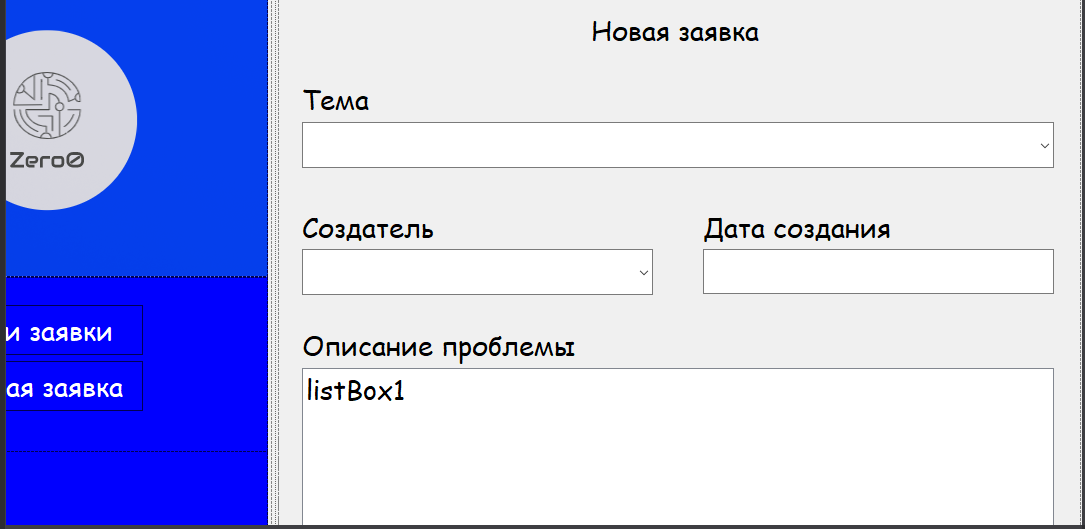 Новая заявка
Zero0
и заявки
ая заявка
Тема
Создатель
Дата создания
Описание проблемы
listBox1